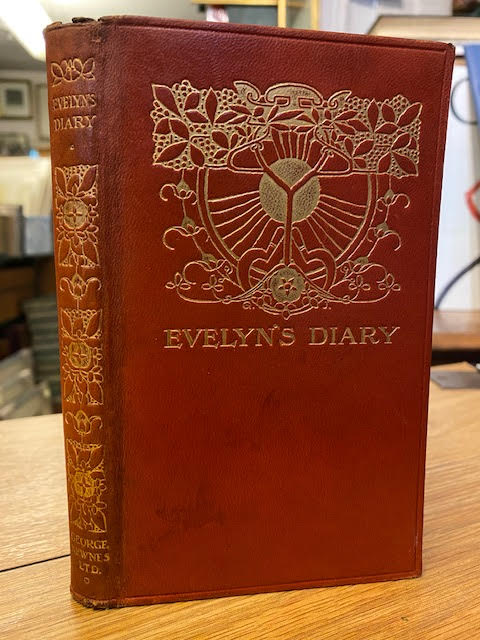 EVELYN'S
DIARY
EVELYN'S DIARY
GEORGE
NEWNES
LTD.